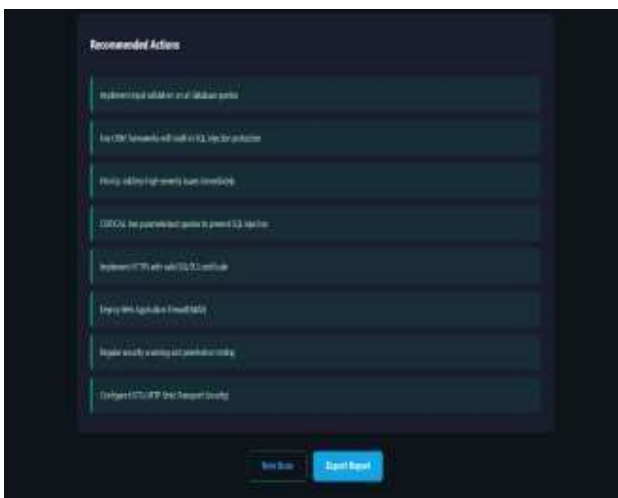 Recommended Actions
Implement input validation on all database queries
Use ORM frameworks with built-in SQL injection protection
Priority: Address high-severity issues immediately
CRITICAL: Use parameterized queries to prevent SQL injection
Implement HTTPS with valid SSL/TLS certificate
Deploy Web Application Firewall (WAF)
Regular security scanning and penetration testing
Configure HSTS (HTTP Strict Transport Security)
New Scan
Export Report